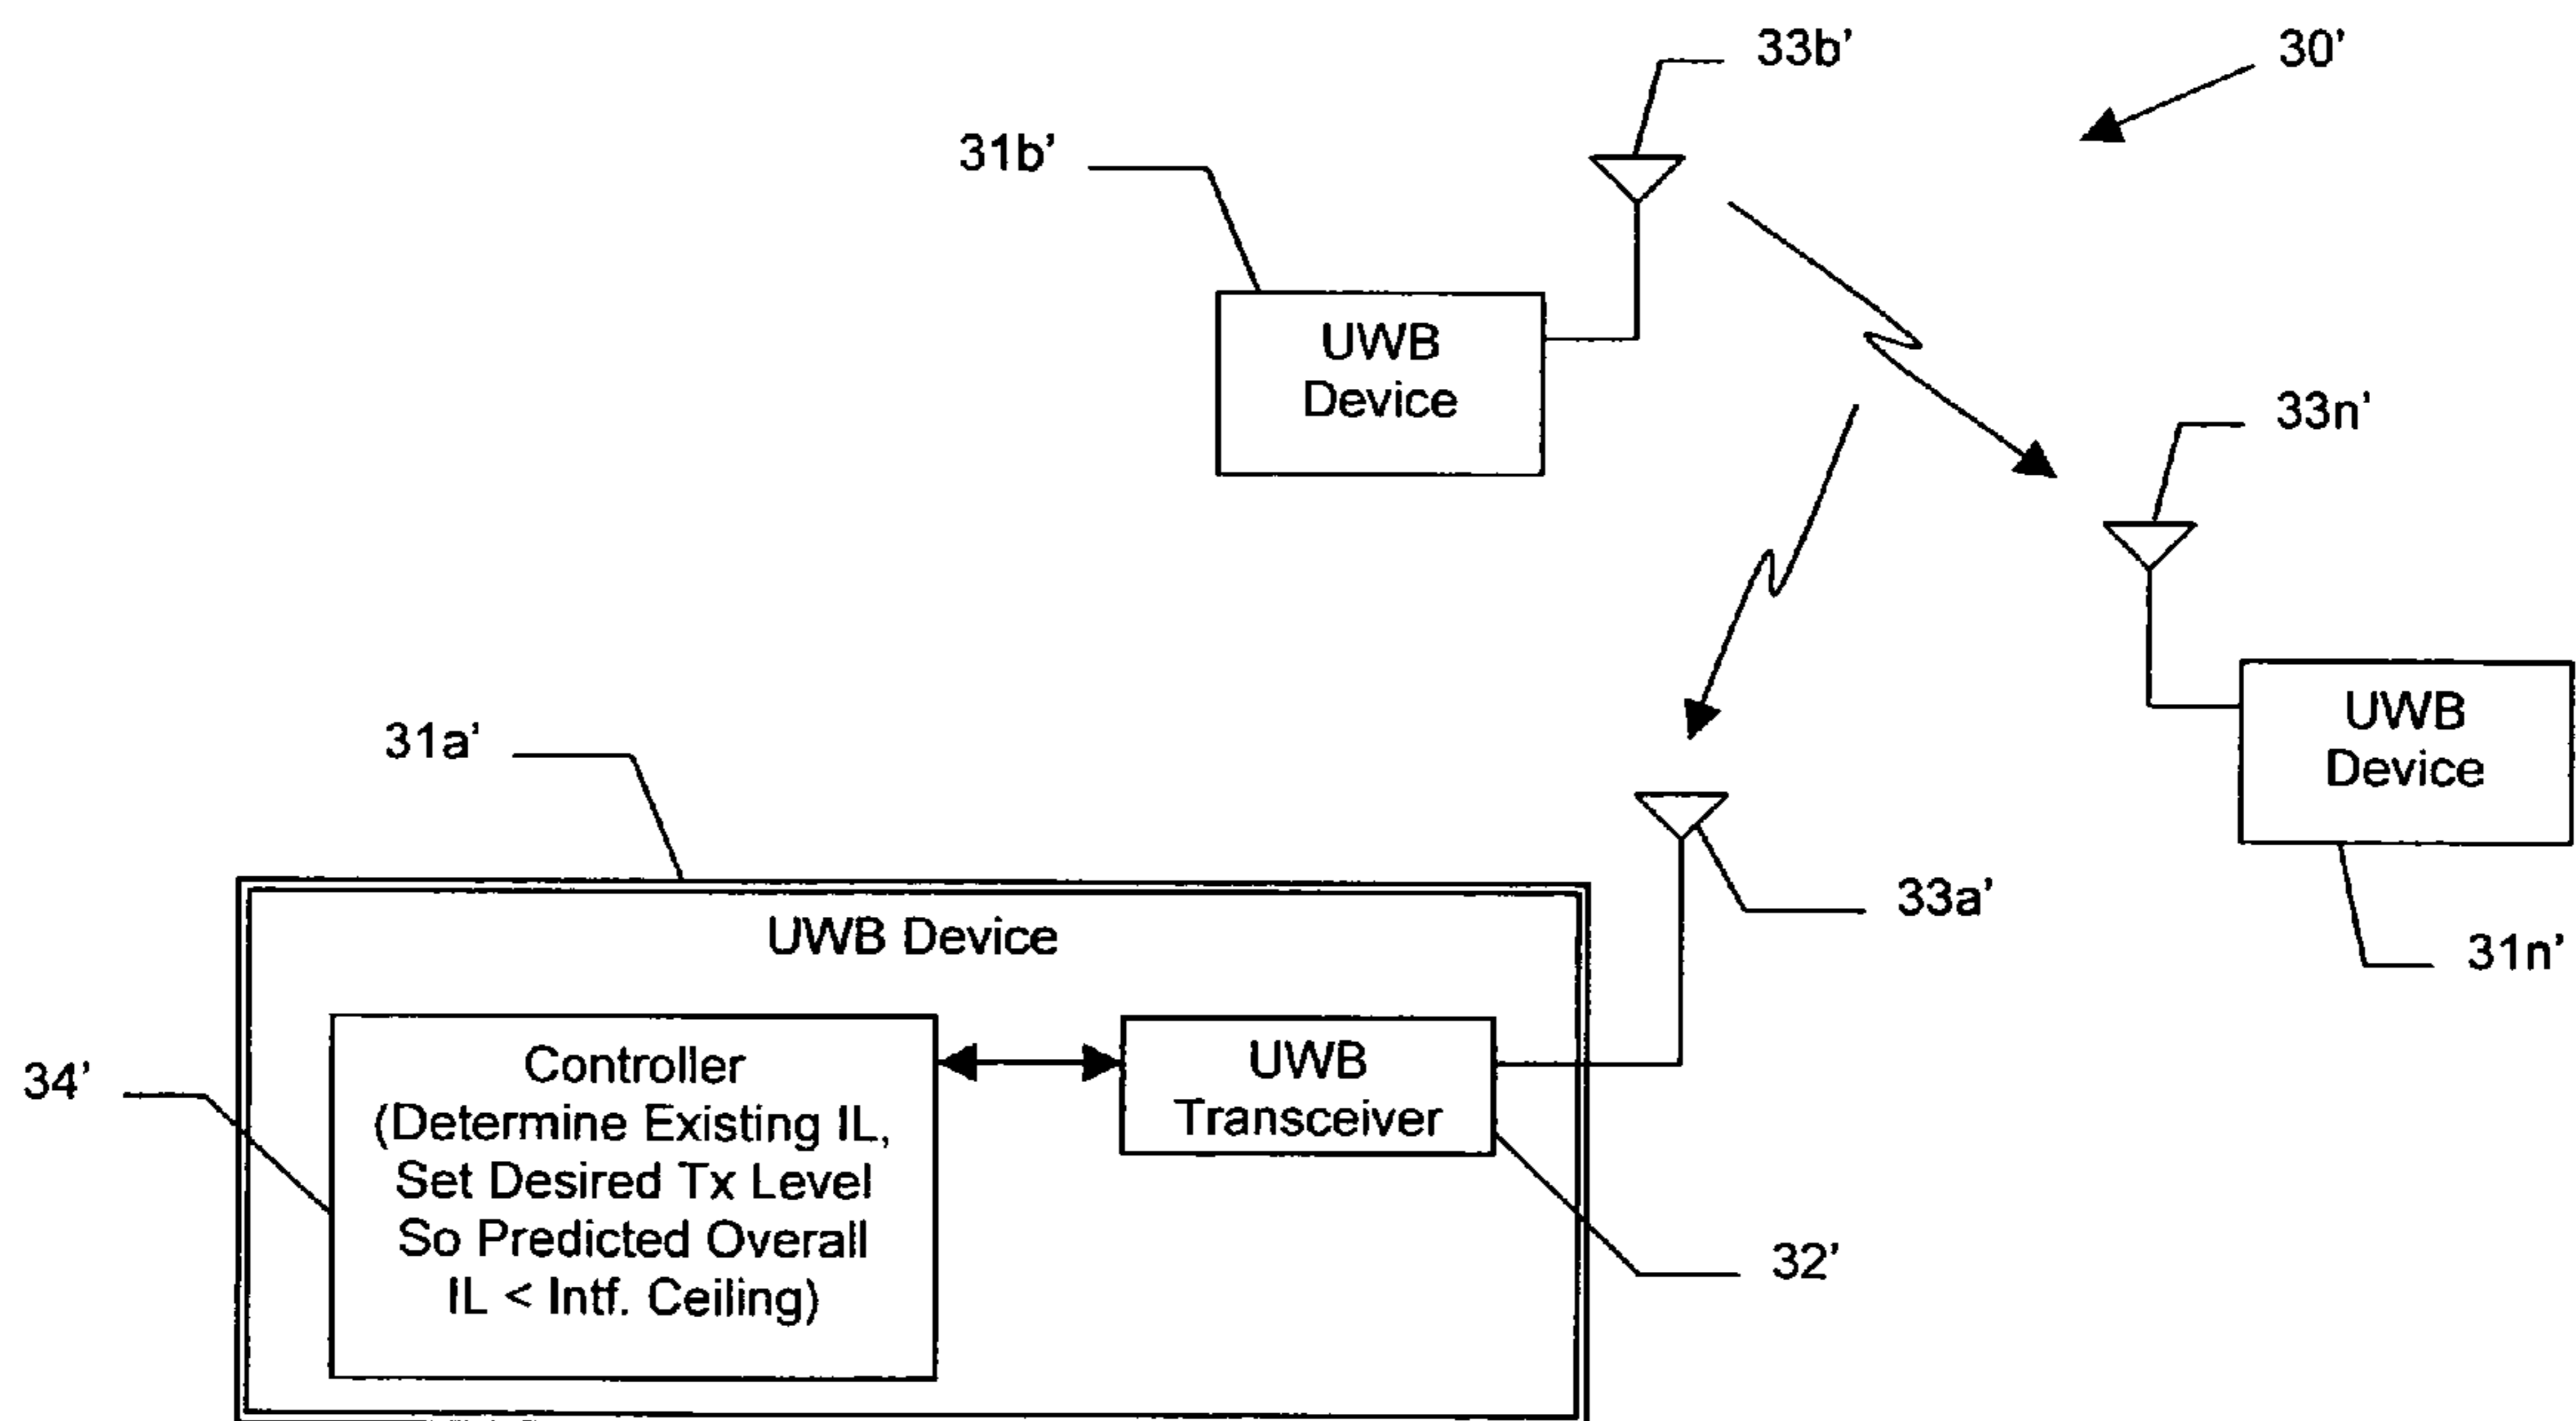 33b’
30’
31b’
UWB
Device
33n’
UWB
Device
31a’
33a’
31n’
UWB Device
34’
Controller
(Determine Existing IL,
Set Desired Tx Level
So Predicted Overall
IL < Intf. Ceiling)
UWB
Transceiver
32’